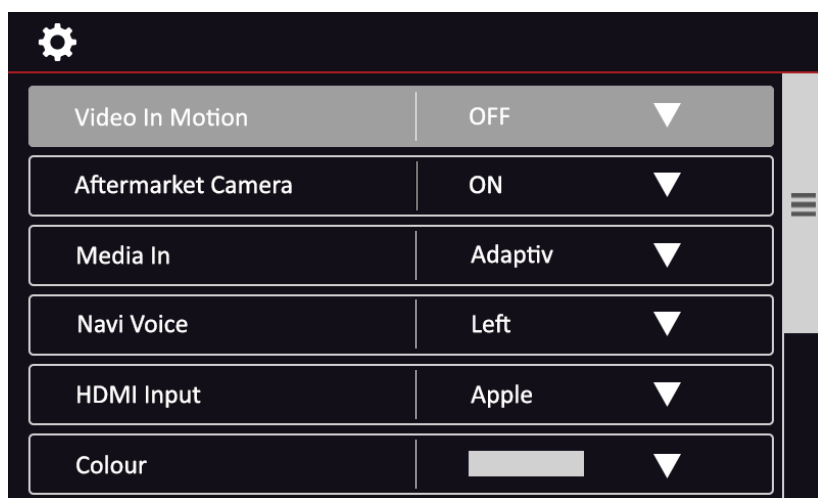 Video In Motion OFF
Aftermarket Camera ON
Media In Adaptiv
Navi Voice Left
HDMI Input Apple
Colour